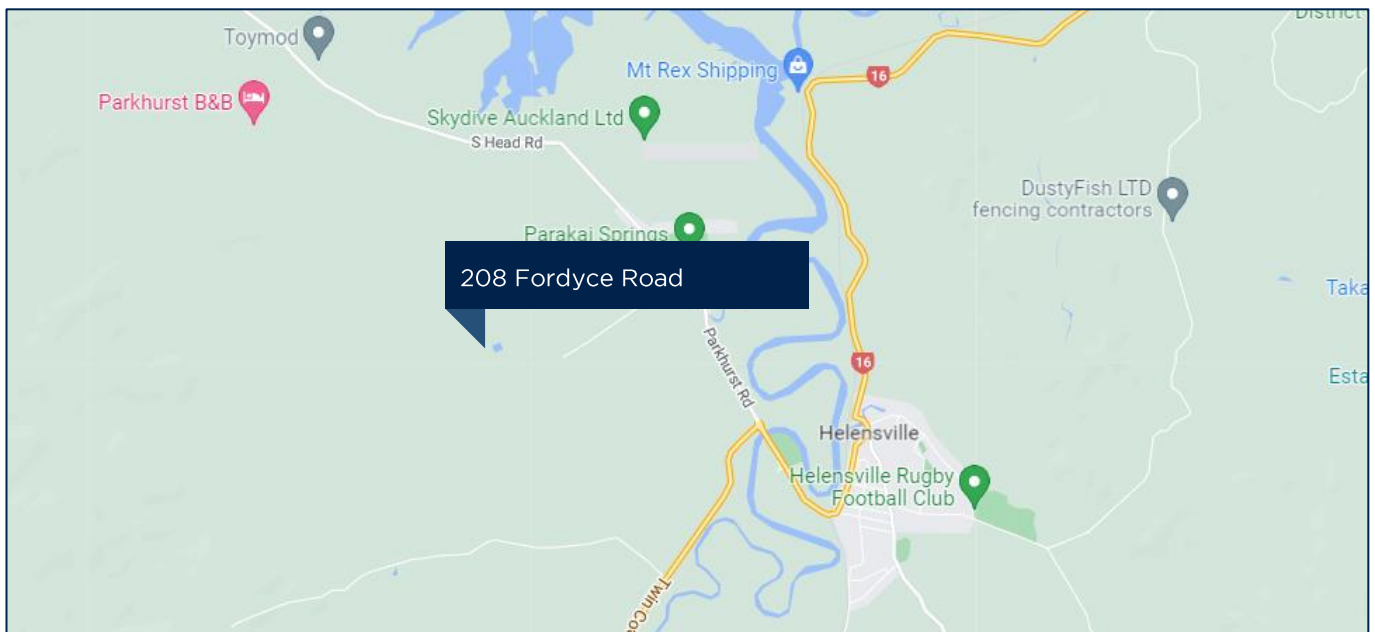 District
Toymod
Mt Rex Shipping
16
Parkhurst B&B
Skydive Auckland Ltd
S Head Rd
DustyFish LTD
fencing contractors
Parakai Springs
208 Fordyce Road
Taka
Parkhurst Rd
16
Esta
Helensville
Helensville Rugby
Football Club
Twin Coa